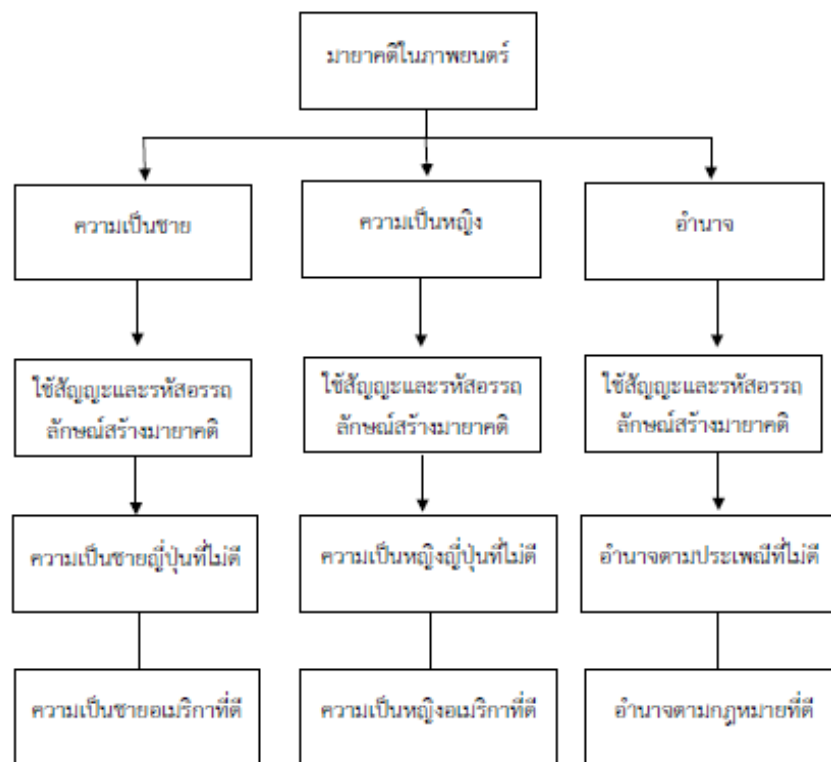 มายาคติในภาพยนตร์
ความเป็นชาย
ความเป็นหญิง
อำนาจ
ใช้สัญญะและรหัสอรรถ
ลักษณ์สร้างมายาคติ
ใช้สัญญะและรหัสอรรถ
ลักษณ์สร้างมายาคติ
ใช้สัญญะและรหัสอรรถ
ลักษณ์สร้างมายาคติ
ความเป็นชายญี่ปุ่นที่ไม่ดี
ความเป็นหญิงญี่ปุ่นที่ไม่ดี
อำนาจตามประเพณีที่ไม่ดี
ความเป็นชายอเมริกาที่ดี
ความเป็นหญิงอเมริกาที่ดี
อำนาจตามกฎหมายที่ดี